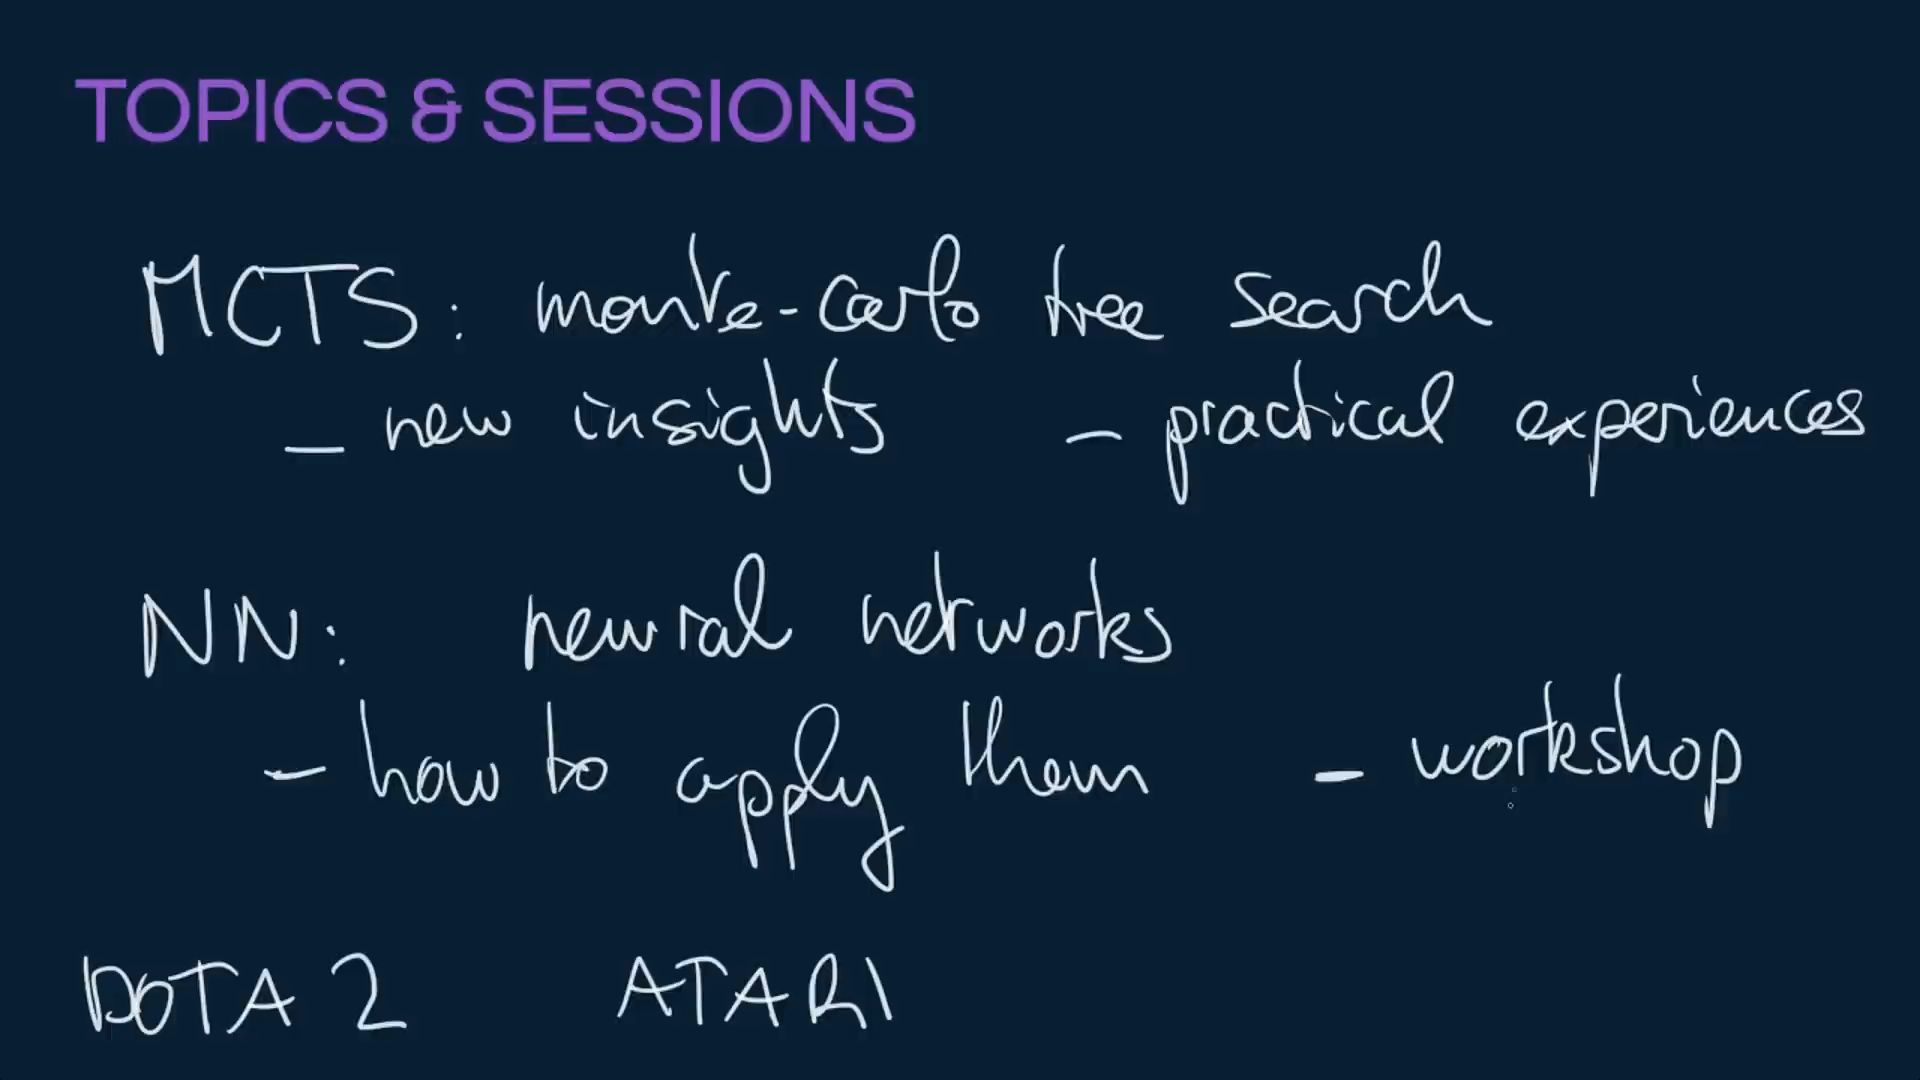 TOPICS & SESSIONS
MCTS: monte-carlo tree search
- new insights - practical experiences
NN: neural networks
- how to apply them - workshop
DOTA 2 ATARI